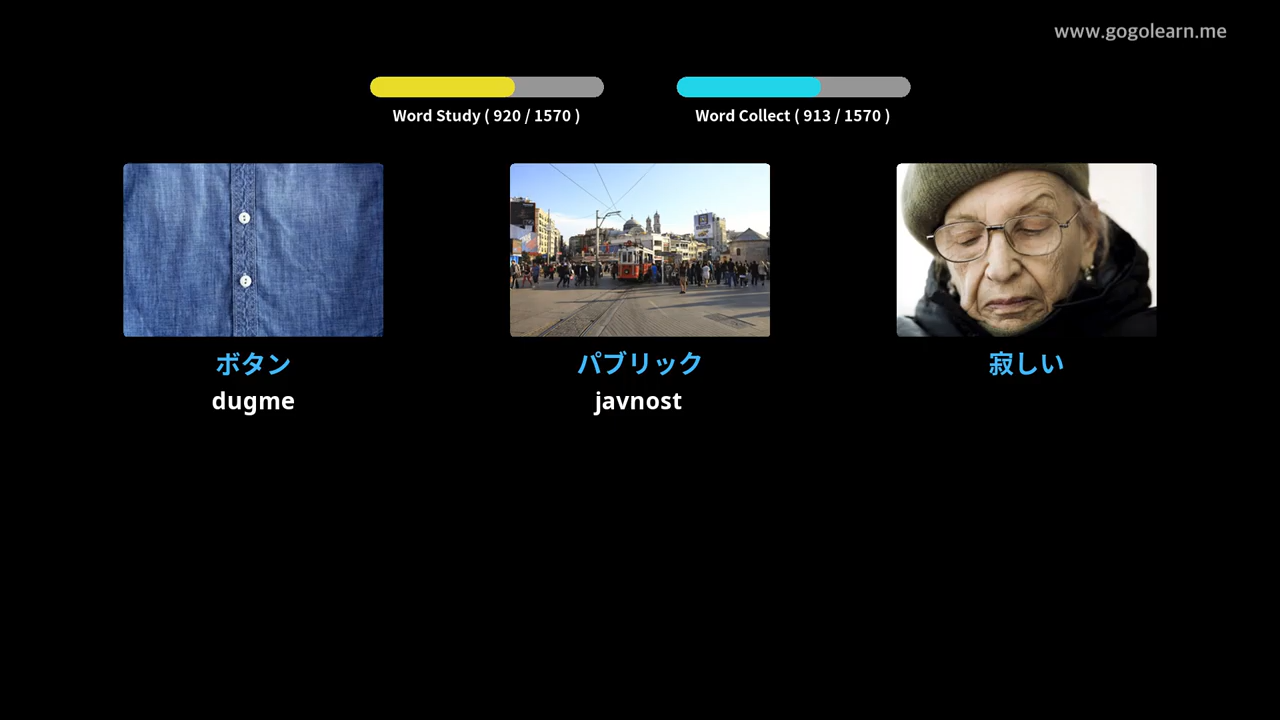 www.gogolearn.me
Word Study ( 920 / 1570 )
Word Collect ( 913 / 1570 )
ボタン
dugme
パブリック
javnost
寂しい